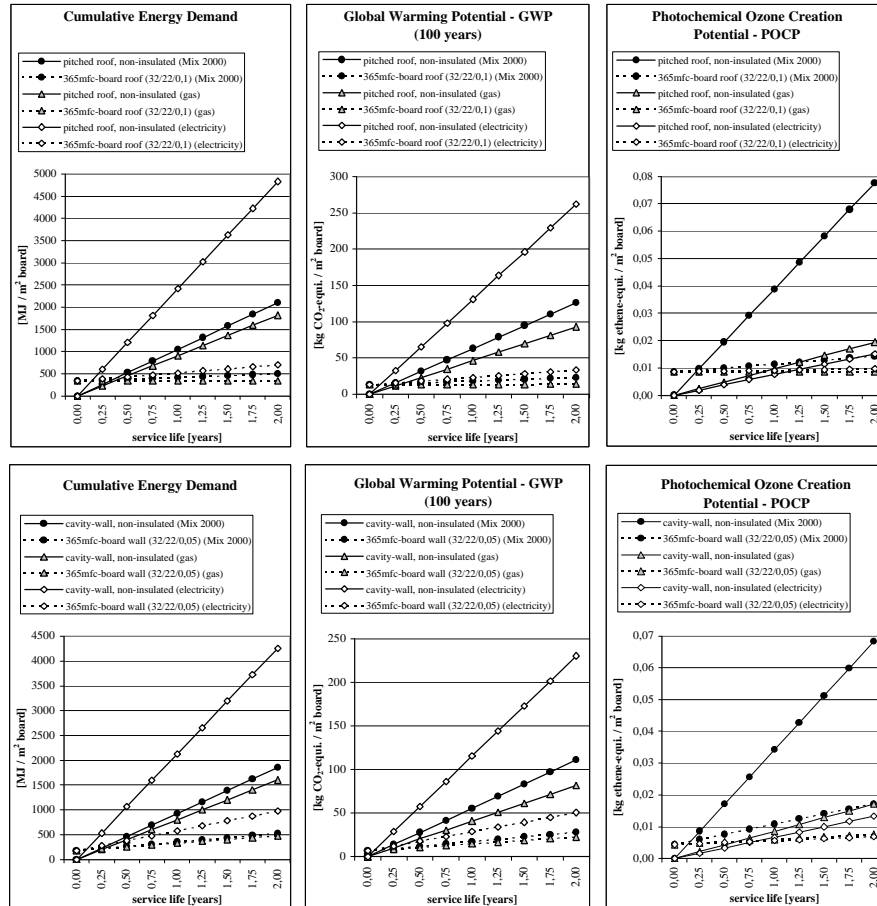 Cumulative Energy Demand
pitched roof, non-insulated (Mix 2000)
365mfc-board roof (32/22/0,1) (Mix 2000)
pitched roof, non-insulated (gas)
365mfc-board roof (32/22/0,1) (gas)
pitched roof, non-insulated (electricity)
365mfc-board roof (32/22/0,1) (electricity)
5000
4500
4000
3500
3000
2500
2000
1500
1000
500
0
[MJ / m² board]
0,00 0,25 0,50 0,75 1,00 1,25 1,50 1,75 2,00
service life [years]
Global Warming Potential - GWP
(100 years)
pitched roof, non-insulated (Mix 2000)
365mfc-board roof (32/22/0,1) (Mix 2000)
pitched roof, non-insulated (gas)
365mfc-board roof (32/22/0,1) (gas)
pitched roof, non-insulated (electricity)
365mfc-board roof (32/22/0,1) (electricity)
300
250
200
150
100
50
0
[kg CO₂-equi. / m² board]
0,00 0,25 0,50 0,75 1,00 1,25 1,50 1,75 2,00
service life [years]
Photochemical Ozone Creation
Potential - POCP
pitched roof, non-insulated (Mix 2000)
365mfc-board roof (32/22/0,1) (Mix 2000)
pitched roof, non-insulated (gas)
365mfc-board roof (32/22/0,1) (gas)
pitched roof, non-insulated (electricity)
365mfc-board roof (32/22/0,1) (electricity)
0,08
0,07
0,06
0,05
0,04
0,03
0,02
0,01
0,00
[kg ethene-equi. / m² board]
0,00 0,25 0,50 0,75 1,00 1,25 1,50 1,75 2,00
service life [years]
Cumulative Energy Demand
cavity-wall, non-insulated (Mix 2000)
365mfc-board wall (32/22/0,05) (Mix 2000)
cavity-wall, non-insulated (gas)
365mfc-board wall (32/22/0,05) (gas)
cavity-wall, non-insulated (electricity)
365mfc-board wall (32/22/0,05) (electricity)
4500
4000
3500
3000
2500
2000
1500
1000
500
0
[MJ / m² board]
0,00 0,25 0,50 0,75 1,00 1,25 1,50 1,75 2,00
service life [years]
Global Warming Potential - GWP
(100 years)
cavity-wall, non-insulated (Mix 2000)
365mfc-board wall (32/22/0,05) (Mix 2000)
cavity-wall, non-insulated (gas)
365mfc-board wall (32/22/0,05) (gas)
cavity-wall, non-insulated (electricity)
365mfc-board wall (32/22/0,05) (electricity)
250
200
150
100
50
0
[kg CO₂-equi. / m² board]
0,00 0,25 0,50 0,75 1,00 1,25 1,50 1,75 2,00
service life [years]
Photochemical Ozone Creation
Potential - POCP
cavity-wall, non-insulated (Mix 2000)
365mfc-board wall (32/22/0,05) (Mix 2000)
cavity-wall, non-insulated (gas)
365mfc-board wall (32/22/0,05) (gas)
cavity-wall, non-insulated (electricity)
365mfc-board wall (32/22/0,05) (electricity)
0,07
0,06
0,05
0,04
0,03
0,02
0,01
0,00
[kg ethene-equi. / m² board]
0,00 0,25 0,50 0,75 1,00 1,25 1,50 1,75 2,00
service life [years]